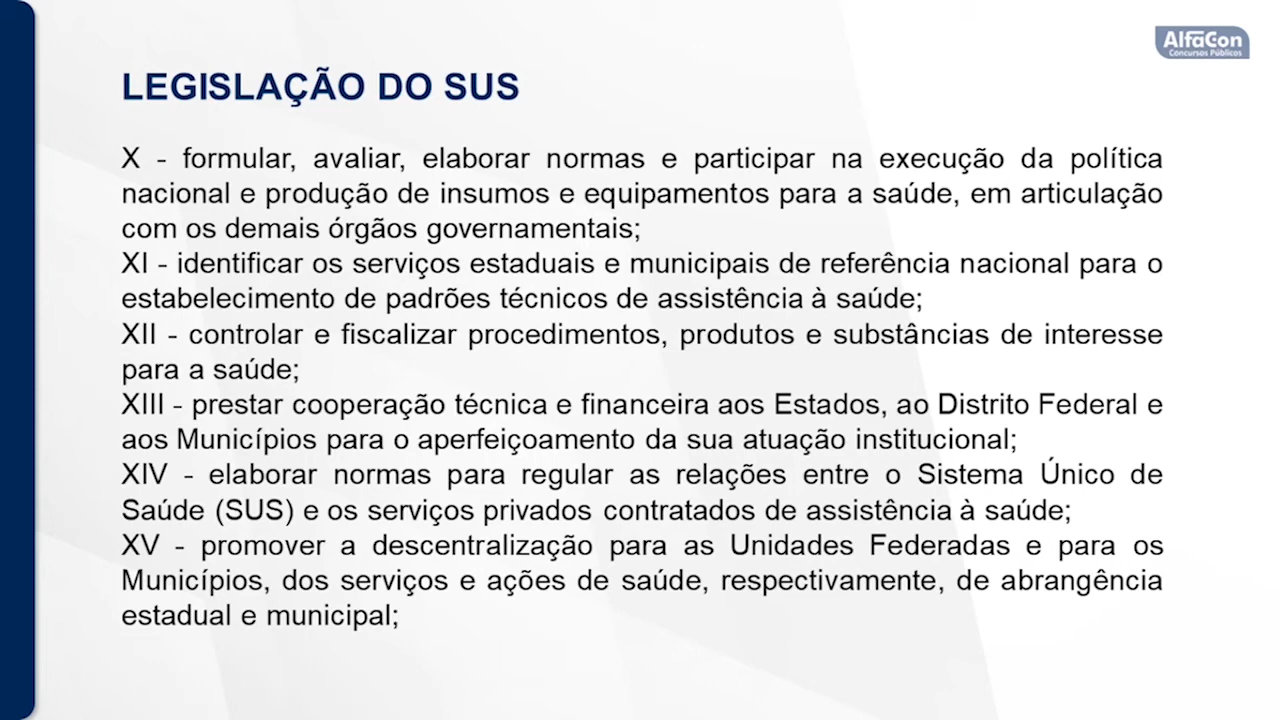 AlfaCon
Concursos Públicos
LEGISLAÇÃO DO SUS
X - formular, avaliar, elaborar normas e participar na execução da política
nacional e produção de insumos e equipamentos para a saúde, em articulação
com os demais órgãos governamentais;
XI - identificar os serviços estaduais e municipais de referência nacional para o
estabelecimento de padrões técnicos de assistência à saúde;
XII - controlar e fiscalizar procedimentos, produtos e substâncias de interesse
para a saúde;
XIII - prestar cooperação técnica e financeira aos Estados, ao Distrito Federal e
aos Municípios para o aperfeiçoamento da sua atuação institucional;
XIV - elaborar normas para regular as relações entre o Sistema Único de
Saúde (SUS) e os serviços privados contratados de assistência à saúde;
XV - promover a descentralização para as Unidades Federadas e para os
Municípios, dos serviços e ações de saúde, respectivamente, de abrangência
estadual e municipal;